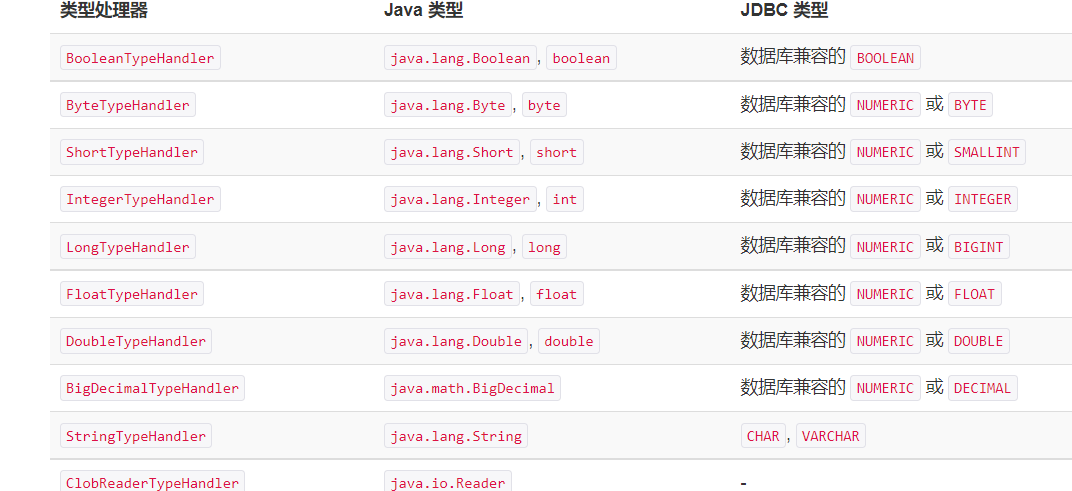 类型处理器 Java 类型 JDBC 类型
BooleanTypeHandler java.lang.Boolean, boolean 数据库兼容的 BOOLEAN
ByteTypeHandler java.lang.Byte, byte 数据库兼容的 NUMERIC 或 BYTE
ShortTypeHandler java.lang.Short, short 数据库兼容的 NUMERIC 或 SMALLINT
IntegerTypeHandler java.lang.Integer, int 数据库兼容的 NUMERIC 或 INTEGER
LongTypeHandler java.lang.Long, long 数据库兼容的 NUMERIC 或 BIGINT
FloatTypeHandler java.lang.Float, float 数据库兼容的 NUMERIC 或 FLOAT
DoubleTypeHandler java.lang.Double, double 数据库兼容的 NUMERIC 或 DOUBLE
BigDecimalTypeHandler java.math.BigDecimal 数据库兼容的 NUMERIC 或 DECIMAL
StringTypeHandler java.lang.String CHAR, VARCHAR
ClobReaderTypeHandler java.io.Reader -